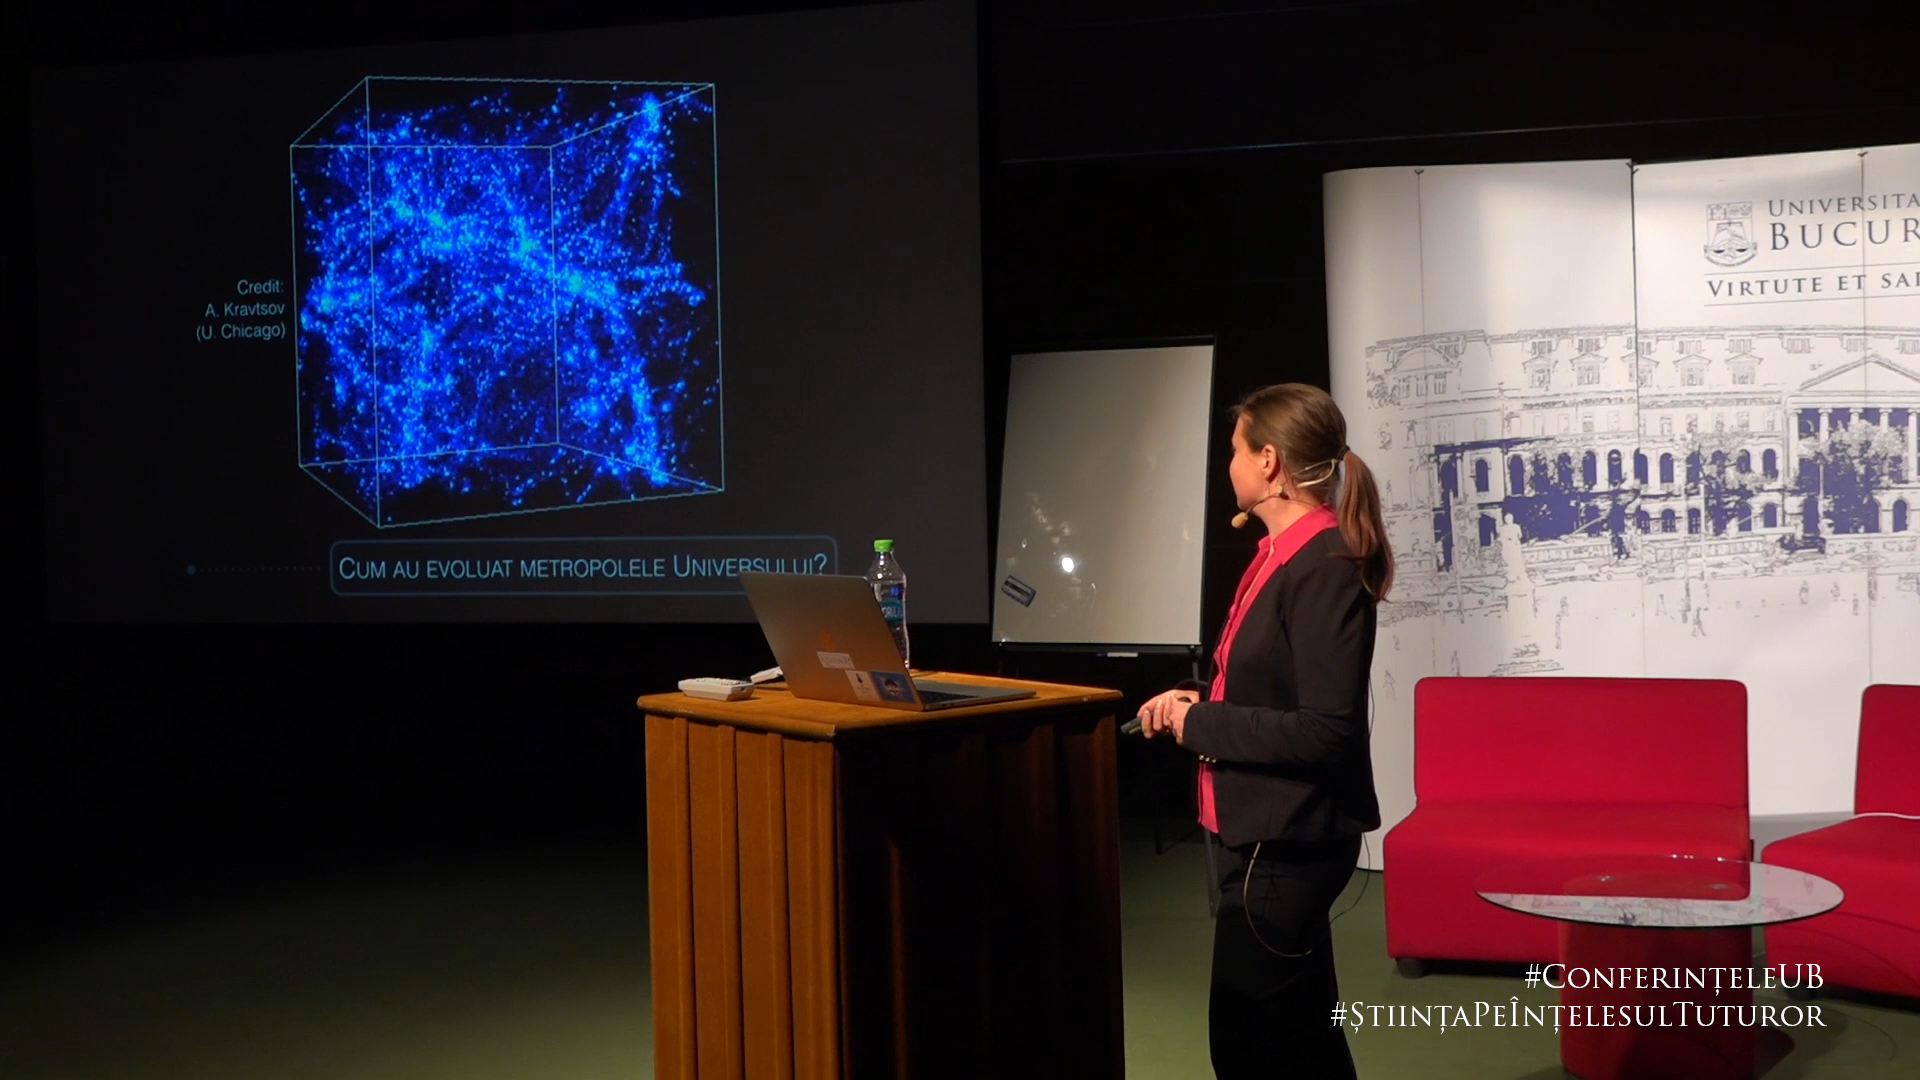 Credit:
A. Kravtsov
(U. Chicago)
CUM AU EVOLUAT METROPOLELE UNIVERSULUI?
UNIVERSITA
BUCUR
VIRTUTE ET SA
#CONFERINȚELEUB
#ȘTIINȚAPEÎNȚELESULTUTUROR